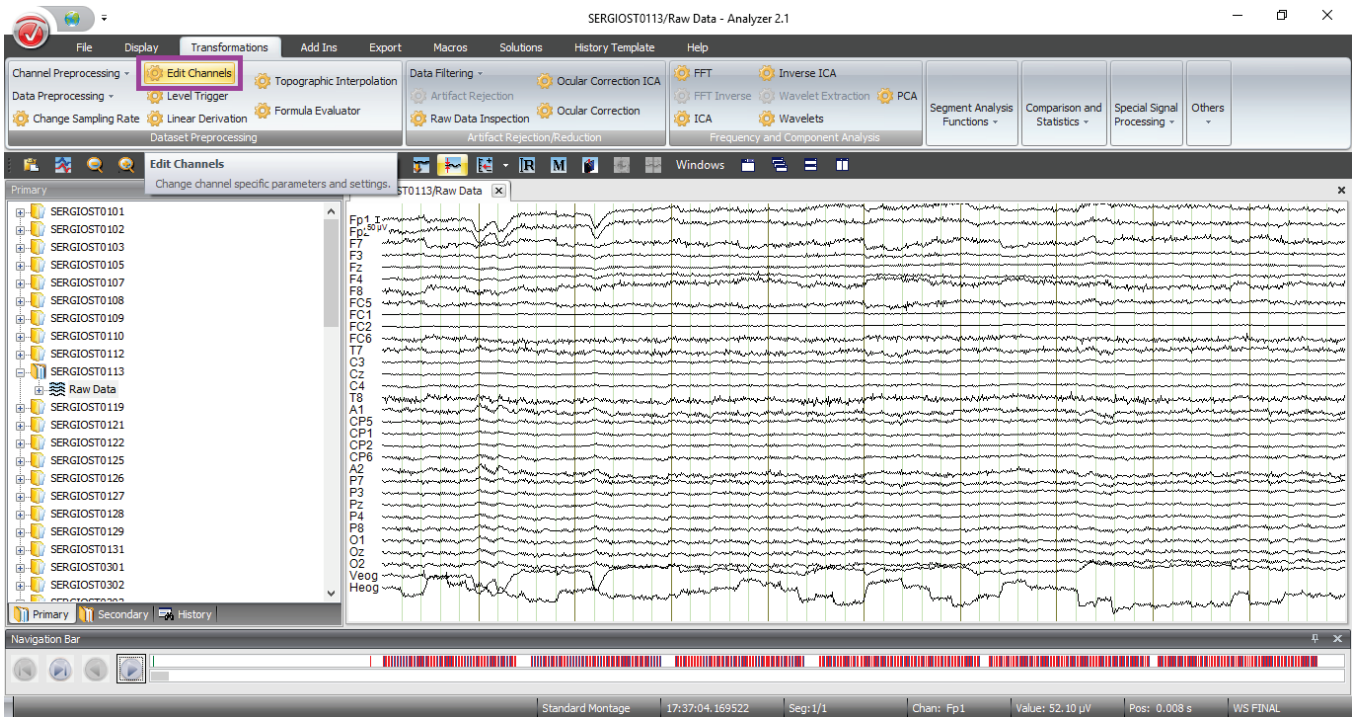 SERGIOST0113/Raw Data - Analyzer 2.1
File Display Transformations Add Ins Export Macros Solutions History Template Help
Channel Preprocessing
Edit Channels
Topographic Interpolation
Data Preprocessing
Level Trigger
Formula Evaluator
Change Sampling Rate
Linear Derivation
Dataset Preprocessing
Data Filtering
Ocular Correction ICA
Artifact Rejection
Ocular Correction
Raw Data Inspection
Artifact Rejection/Reduction
FFT
Inverse ICA
FFT Inverse
Wavelet Extraction
PCA
ICA
Wavelets
Frequency and Component Analysis
Segment Analysis
Functions
Comparison and
Statistics
Special Signal
Processing
Others
Edit Channels
Change channel specific parameters and settings.
IR M Windows
Primary
ST0113/Raw Data
SERGIOST0101
SERGIOST0102
SERGIOST0103
SERGIOST0105
SERGIOST0107
SERGIOST0108
SERGIOST0109
SERGIOST0110
SERGIOST0112
SERGIOST0113
Raw Data
SERGIOST0119
SERGIOST0121
SERGIOST0122
SERGIOST0125
SERGIOST0126
SERGIOST0127
SERGIOST0128
SERGIOST0129
SERGIOST0131
SERGIOST0301
SERGIOST0302
Primary Secondary History
Fp1
50 µV
Fp2
F7
F3
Fz
F4
F8
FC5
FC1
FC2
FC6
T7
C3
Cz
C4
T8
A1
CP5
CP1
CP2
CP6
A2
P7
P3
Pz
P4
P8
O1
Oz
O2
Veog
Heog
Navigation Bar
Standard Montage 17:37:04.169522 Seg:1/1 Chan: Fp1 Value: 52.10 µV Pos: 0.008 s WS FINAL